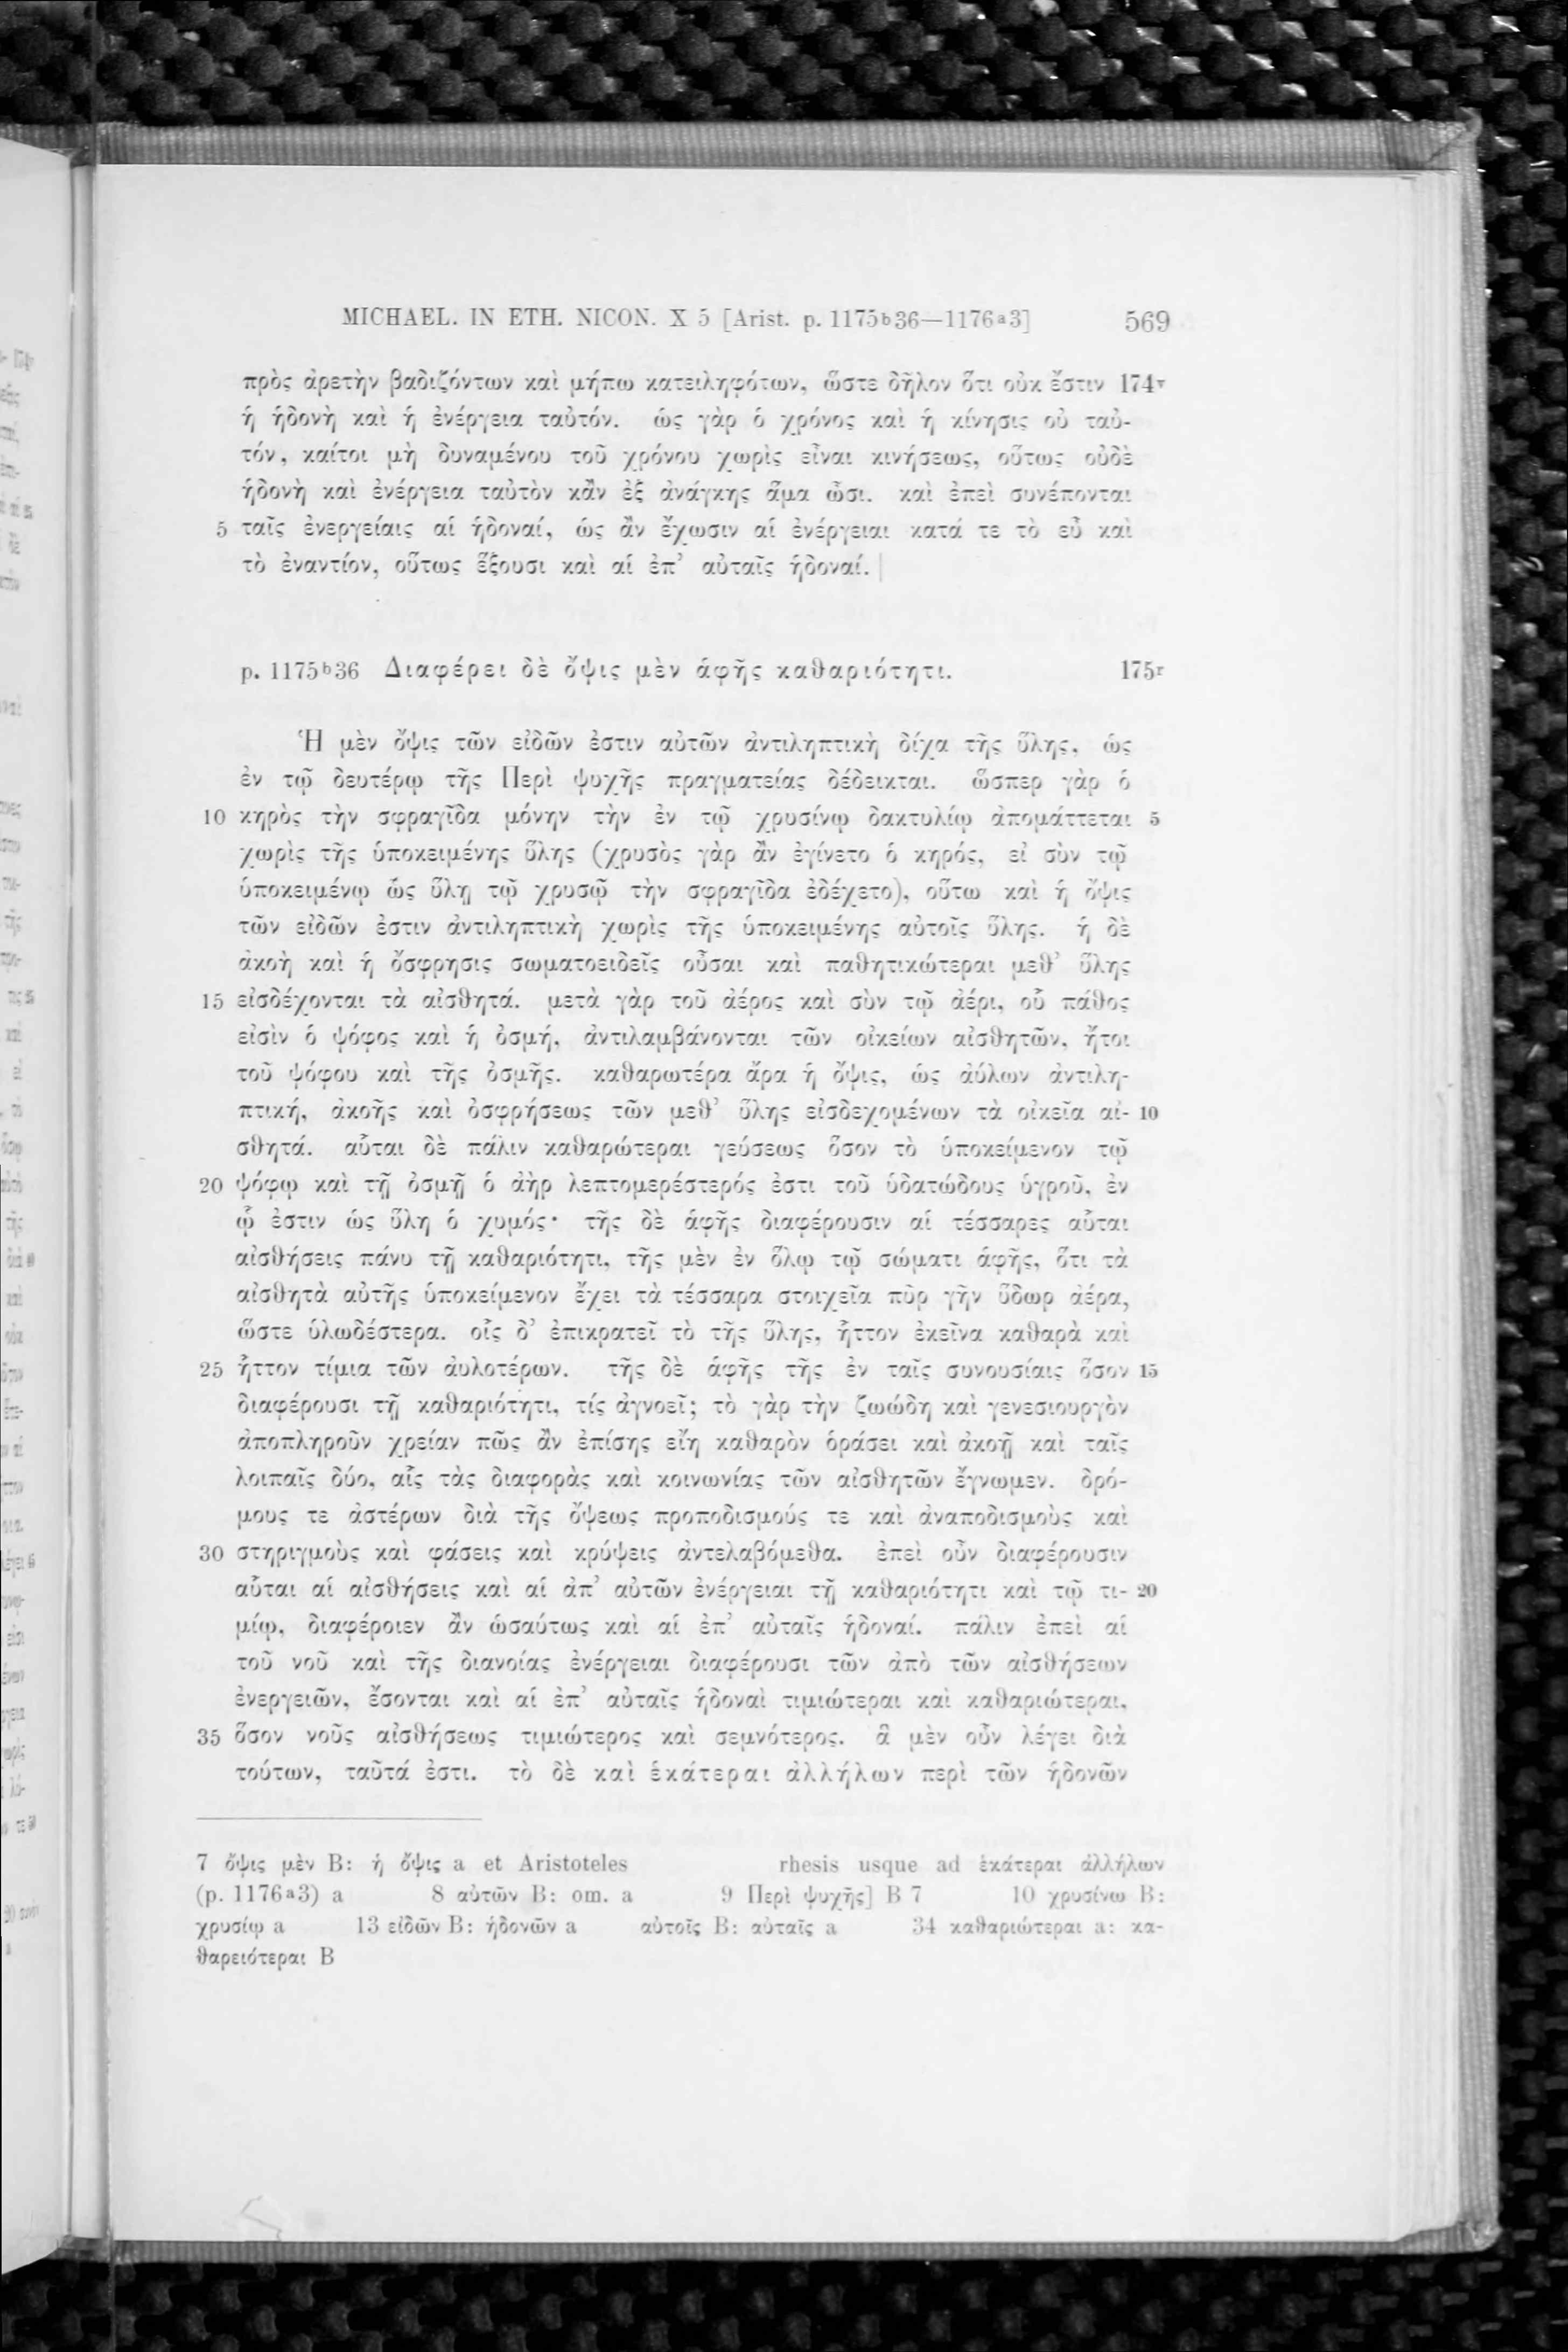 MICHAEL. IN ETH. NICON. X 5 [Arist. p. 1175b36—1176a3] 569
πρὸς ἀρετὴν βαδιζόντων καὶ μήπω κατειληφότων, ὥστε δῆλον ὅτι οὐκ ἔστιν 174v
ἡ ἡδονὴ καὶ ἡ ἐνέργεια ταὐτόν. ὡς γὰρ ὁ χρόνος καὶ ἡ κίνησις οὐ ταὐ-
τόν, καίτοι μὴ δυναμένου τοῦ χρόνου χωρὶς εἶναι κινήσεως, οὕτως οὐδὲ
ἡδονὴ καὶ ἐνέργεια ταὐτὸν κἂν ἐξ ἀνάγκης ἅμα ὦσι. καὶ ἐπεὶ συνέπονται
5 ταῖς ἐνεργείαις αἱ ἡδοναί, ὡς ἂν ἔχωσιν αἱ ἐνέργειαι κατά τε τὸ εὖ καὶ
τὸ ἐναντίον, οὕτως ἕξουσι καὶ αἱ ἐπ’ αὐταῖς ἡδοναί. |
p. 1175b36 Διαφέρει δὲ ὄψις μὲν ἁφῆς καθαριότητι. 175r
Ἡ μὲν ὄψις τῶν εἰδῶν ἐστιν αὐτῶν ἀντιληπτικὴ δίχα τῆς ὕλης, ὡς
ἐν τῷ δευτέρῳ τῆς Περὶ ψυχῆς πραγματείας δέδεικται. ὥσπερ γὰρ ὁ
10 κηρὸς τὴν σφραγῖδα μόνην τὴν ἐν τῷ χρυσίνῳ δακτυλίῳ ἀπομάττεται 5
χωρὶς τῆς ὑποκειμένης ὕλης (χρυσὸς γὰρ ἂν ἐγίνετο ὁ κηρός, εἰ σὺν τῷ
ὑποκειμένῳ ὡς ὕλῃ τῷ χρυσῷ τὴν σφραγῖδα ἐδέχετο), οὕτω καὶ ἡ ὄψις
τῶν εἰδῶν ἐστιν ἀντιληπτικὴ χωρὶς τῆς ὑποκειμένης αὐτοῖς ὕλης. ἡ δὲ
ἀκοὴ καὶ ἡ ὄσφρησις σωματοειδεῖς οὖσαι καὶ παθητικώτεραι μεθ’ ὕλης
15 εἰσδέχονται τὰ αἰσθητά. μετὰ γὰρ τοῦ ἀέρος καὶ σὺν τῷ ἀέρι, οὗ πάθος
εἰσὶν ὁ ψόφος καὶ ἡ ὀσμή, ἀντιλαμβάνονται τῶν οἰκείων αἰσθητῶν, ἤτοι
τοῦ ψόφου καὶ τῆς ὀσμῆς. καθαρωτέρα ἄρα ἡ ὄψις, ὡς ἀύλων ἀντιλη-
πτική, ἀκοῆς καὶ ὀσφρήσεως τῶν μεθ’ ὕλης εἰσδεχομένων τὰ οἰκεῖα αἰ- 10
σθητά. αὗται δὲ πάλιν καθαρώτεραι γεύσεως ὅσον τὸ ὑποκείμενον τῷ
20 ψόφῳ καὶ τῇ ὀσμῇ ὁ ἀὴρ λεπτομερέστερός ἐστι τοῦ ὑδατώδους ὑγροῦ, ἐν
ᾧ ἐστιν ὡς ὕλη ὁ χυμός· τῆς δὲ ἁφῆς διαφέρουσιν αἱ τέσσαρες αὗται
αἰσθήσεις πάνυ τῇ καθαριότητι, τῆς μὲν ἐν ὅλῳ τῷ σώματι ἁφῆς, ὅτι τὰ
αἰσθητὰ αὐτῆς ὑποκείμενον ἔχει τὰ τέσσαρα στοιχεῖα πῦρ γῆν ὕδωρ ἀέρα,
ὥστε ὑλωδέστερα. οἷς δ’ ἐπικρατεῖ τὸ τῆς ὕλης, ἧττον ἐκεῖνα καθαρὰ καὶ
25 ἧττον τίμια τῶν ἀυλοτέρων. τῆς δὲ ἁφῆς τῆς ἐν ταῖς συνουσίαις ὅσον 15
διαφέρουσι τῇ καθαριότητι, τίς ἀγνοεῖ; τὸ γὰρ τὴν ζωώδη καὶ γενεσιουργὸν
ἀποπληροῦν χρείαν πῶς ἂν ἐπίσης εἴη καθαρὸν ὁράσει καὶ ἀκοῇ καὶ ταῖς
λοιπαῖς δύο, αἷς τὰς διαφορὰς καὶ κοινωνίας τῶν αἰσθητῶν ἔγνωμεν. δρό-
μους τε ἀστέρων διὰ τῆς ὄψεως προποδισμούς τε καὶ ἀναποδισμοὺς καὶ
30 στηριγμοὺς καὶ φάσεις καὶ κρύψεις ἀντελαβόμεθα. ἐπεὶ οὖν διαφέρουσιν
αὗται αἱ αἰσθήσεις καὶ αἱ ἀπ’ αὐτῶν ἐνέργειαι τῇ καθαριότητι καὶ τῷ τι- 20
μίῳ, διαφέροιεν ἂν ὡσαύτως καὶ αἱ ἐπ’ αὐταῖς ἡδοναί. πάλιν ἐπεὶ αἱ
τοῦ νοῦ καὶ τῆς διανοίας ἐνέργειαι διαφέρουσι τῶν ἀπὸ τῶν αἰσθήσεων
ἐνεργειῶν, ἔσονται καὶ αἱ ἐπ’ αὐταῖς ἡδοναὶ τιμιώτεραι καὶ καθαριώτεραι,
35 ὅσον νοῦς αἰσθήσεως τιμιώτερος καὶ σεμνότερος. ἃ μὲν οὖν λέγει διὰ
τούτων, ταῦτά ἐστι. τὸ δὲ καὶ ἑκάτεραι ἀλλήλων περὶ τῶν ἡδονῶν
7 ὄψις μὲν B: ἡ ὄψις a et Aristoteles rhesis usque ad ἑκάτεραι ἀλλήλων
(p. 1176a3) a 8 αὐτῶν B: om. a 9 Περὶ ψυχῆς] B 7 10 χρυσίνω B:
χρυσίῳ a 13 εἰδῶν B: ἡδονῶν a αὐτοῖς B: αὐταῖς a 34 καθαριώτεραι a: κα-
θαρειότεραι B